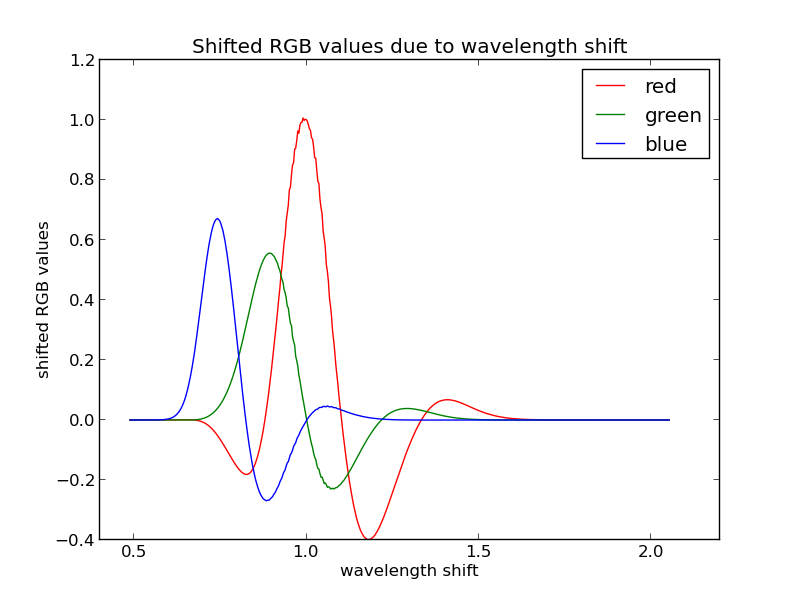 Shifted RGB values due to wavelength shift
1.2
1.0
0.8
0.6
0.4
0.2
0.0
−0.2
−0.4
shifted RGB values
red
green
blue
0.5 1.0 1.5 2.0
wavelength shift